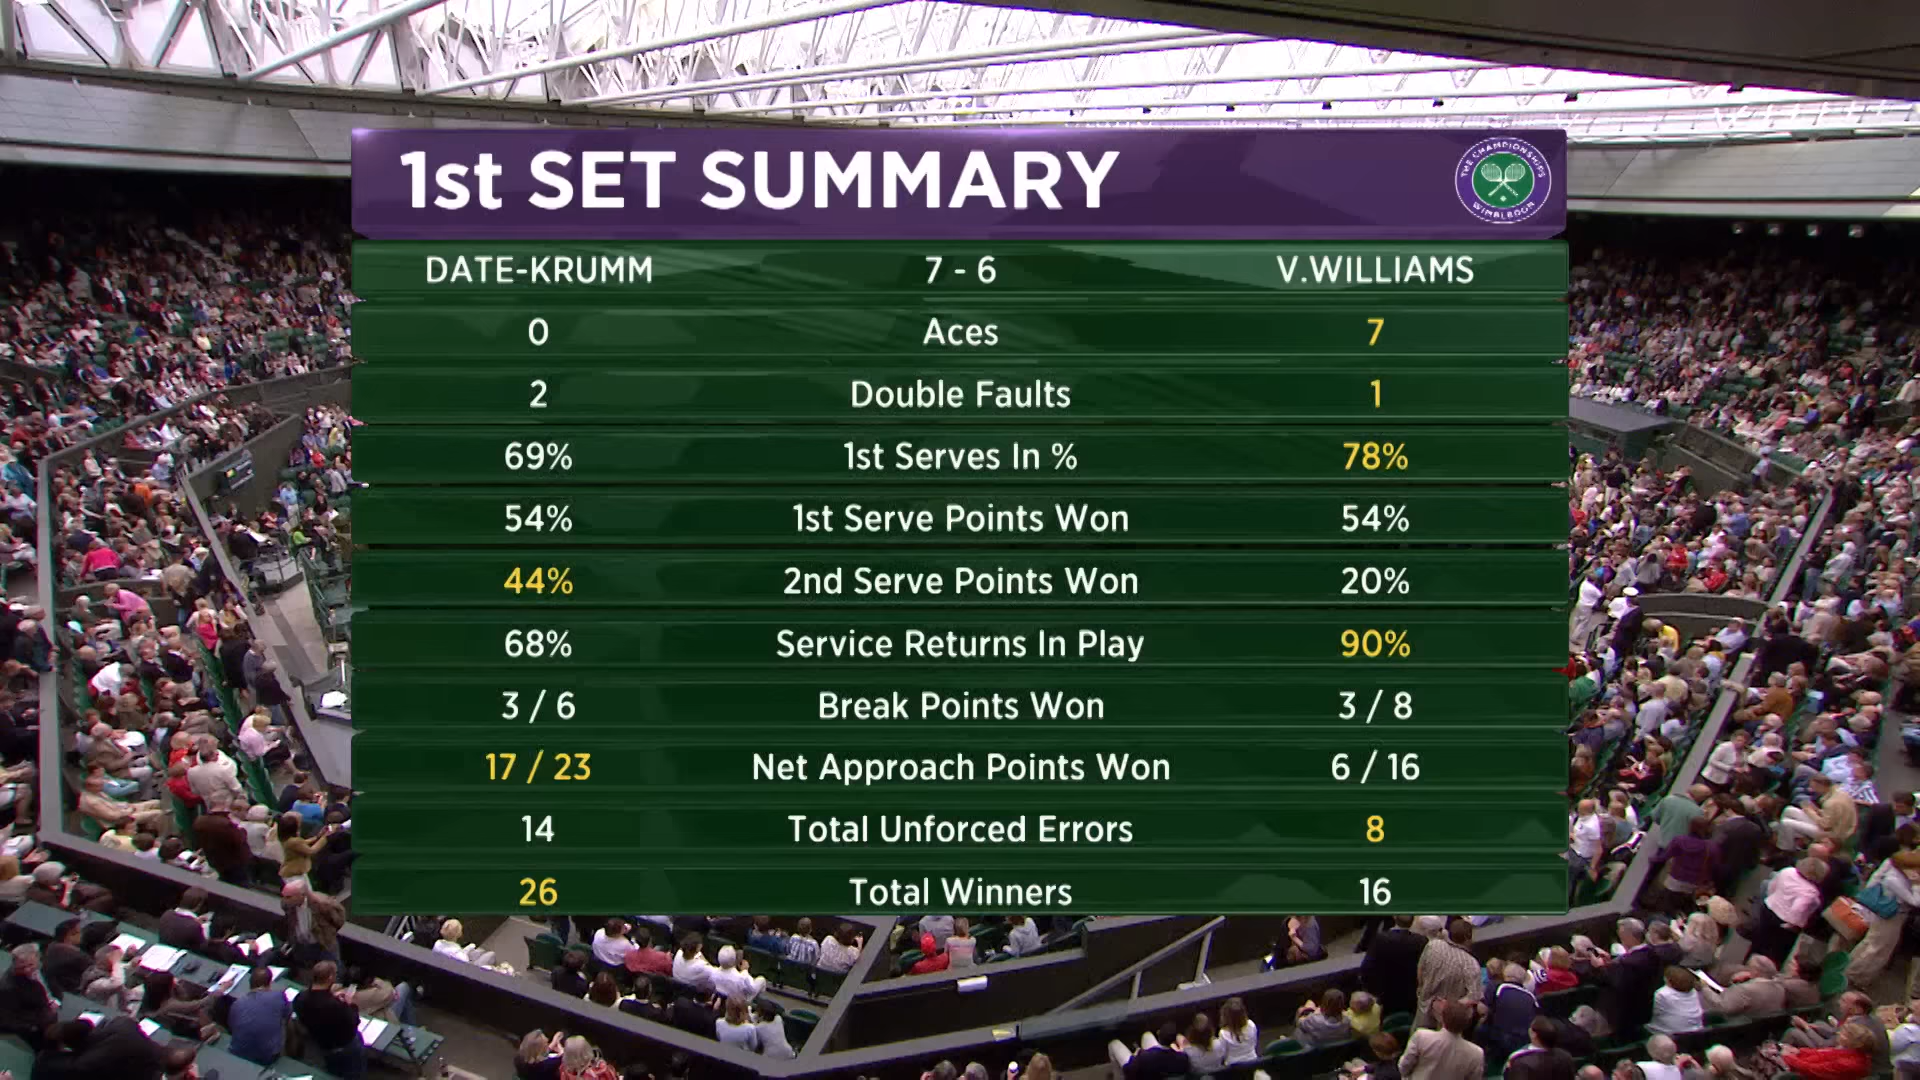 1st SET SUMMARY
THE CHAMPIONSHIPS
WIMBLEDON
DATE-KRUMM 7 - 6 V.WILLIAMS
0 Aces 7
2 Double Faults 1
69% 1st Serves In % 78%
54% 1st Serve Points Won 54%
44% 2nd Serve Points Won 20%
68% Service Returns In Play 90%
3 / 6 Break Points Won 3 / 8
17 / 23 Net Approach Points Won 6 / 16
14 Total Unforced Errors 8
26 Total Winners 16